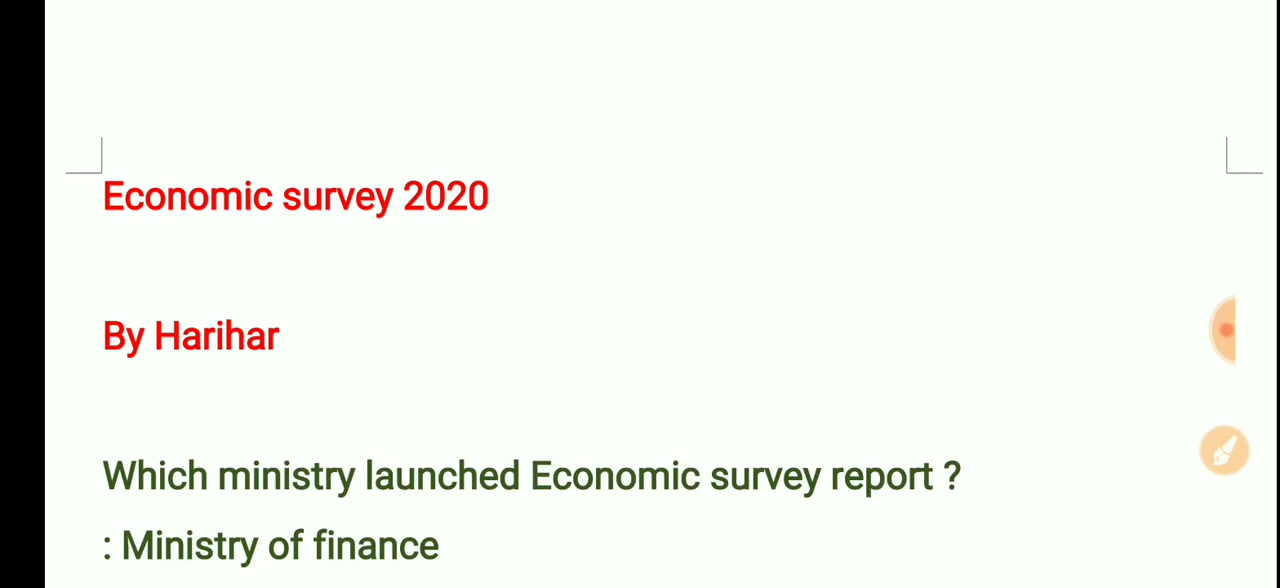 Economic survey 2020
By Harihar
Which ministry launched Economic survey report ?
: Ministry of finance